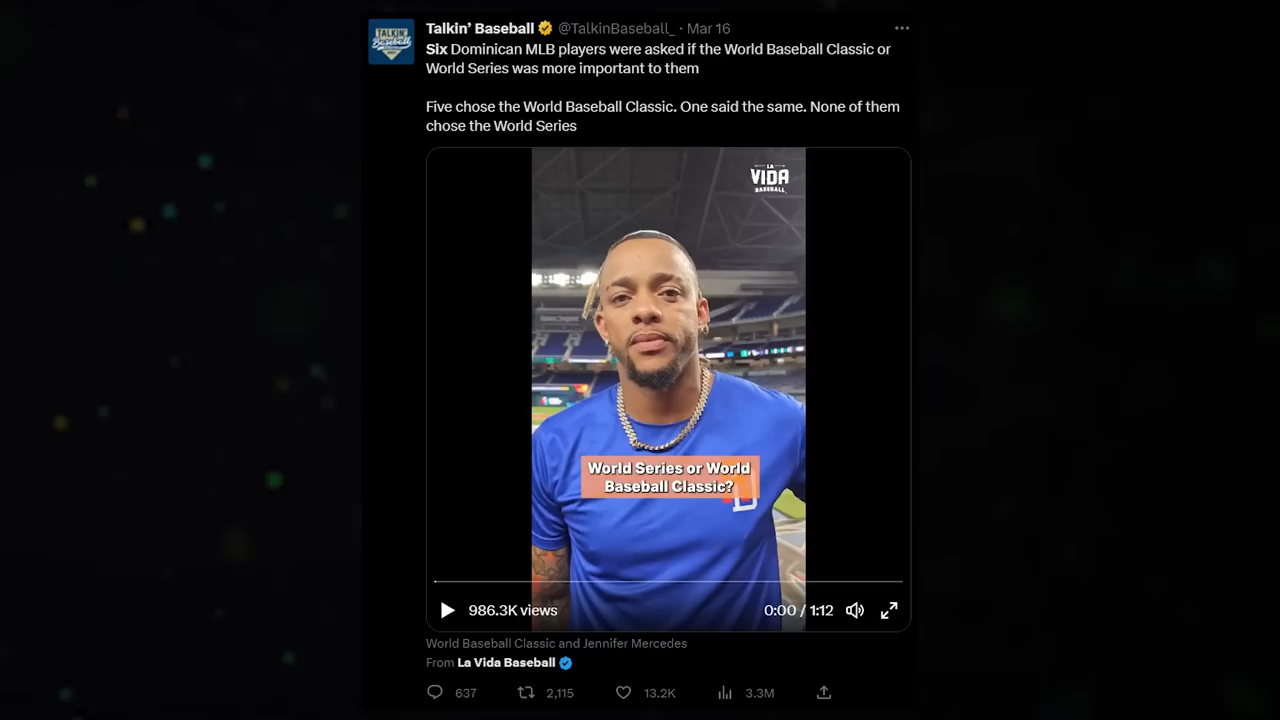 Talkin' Baseball @TalkinBaseball_ · Mar 16
Six Dominican MLB players were asked if the World Baseball Classic or
World Series was more important to them
Five chose the World Baseball Classic. One said the same. None of them
chose the World Series
TALKIN'
Baseball
LA
VIDA
BASEBALL
World Series or World
Baseball Classic?
D
986.3K views
0:00 / 1:12
World Baseball Classic and Jennifer Mercedes
From La Vida Baseball
637
2,115
13.2K
3.3M